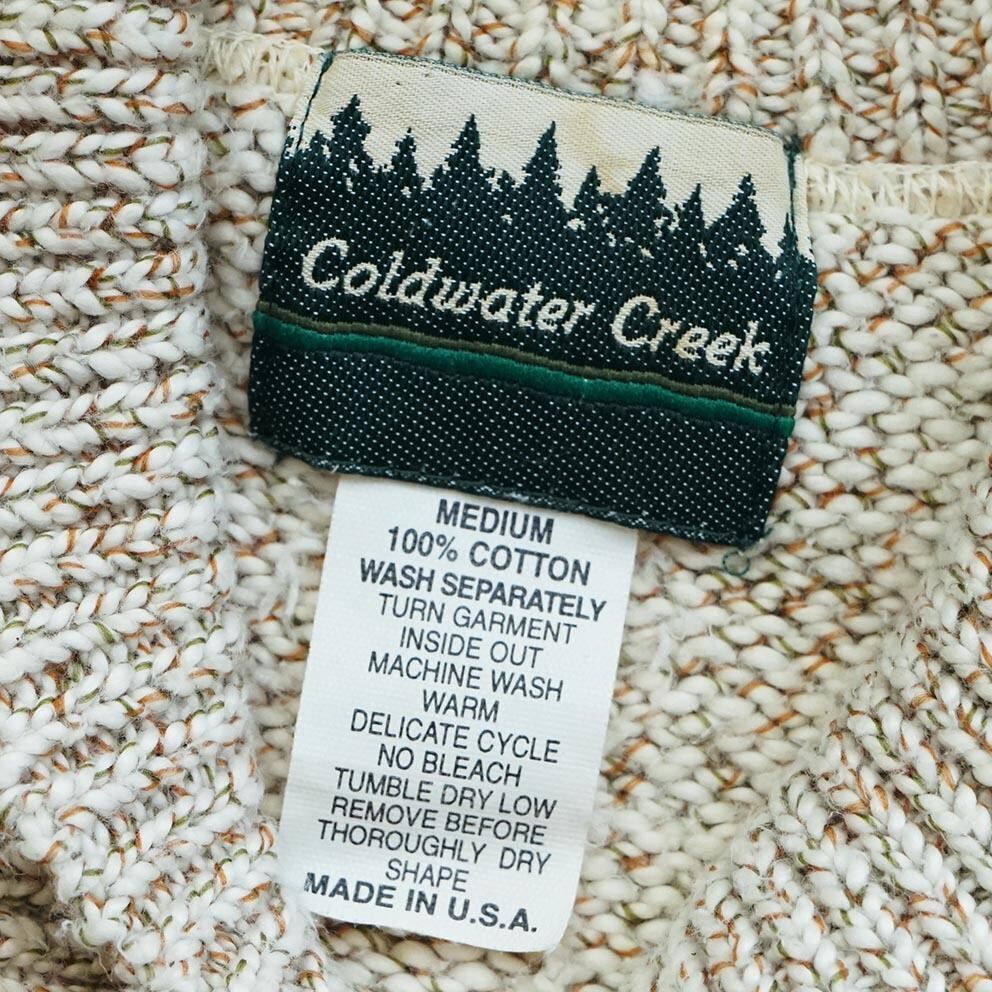 Coldwater Creek
MEDIUM
100% COTTON
WASH SEPARATELY
TURN GARMENT
INSIDE OUT
MACHINE WASH
WARM
DELICATE CYCLE
NO BLEACH
TUMBLE DRY LOW
REMOVE BEFORE
THOROUGHLY DRY
SHAPE
MADE IN U.S.A.